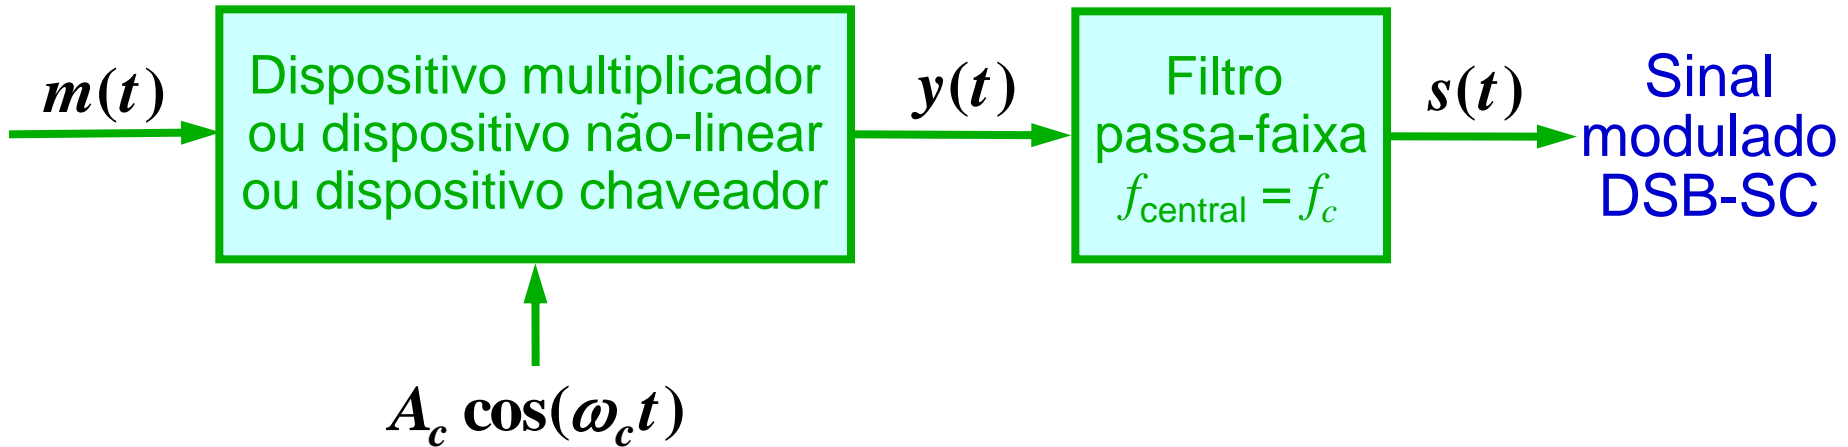 m(t)
Dispositivo multiplicador
ou dispositivo não-linear
ou dispositivo chaveador
A_c cos(ω_c t)
y(t)
Filtro
passa-faixa
f_central = f_c
s(t)
Sinal
modulado
DSB-SC